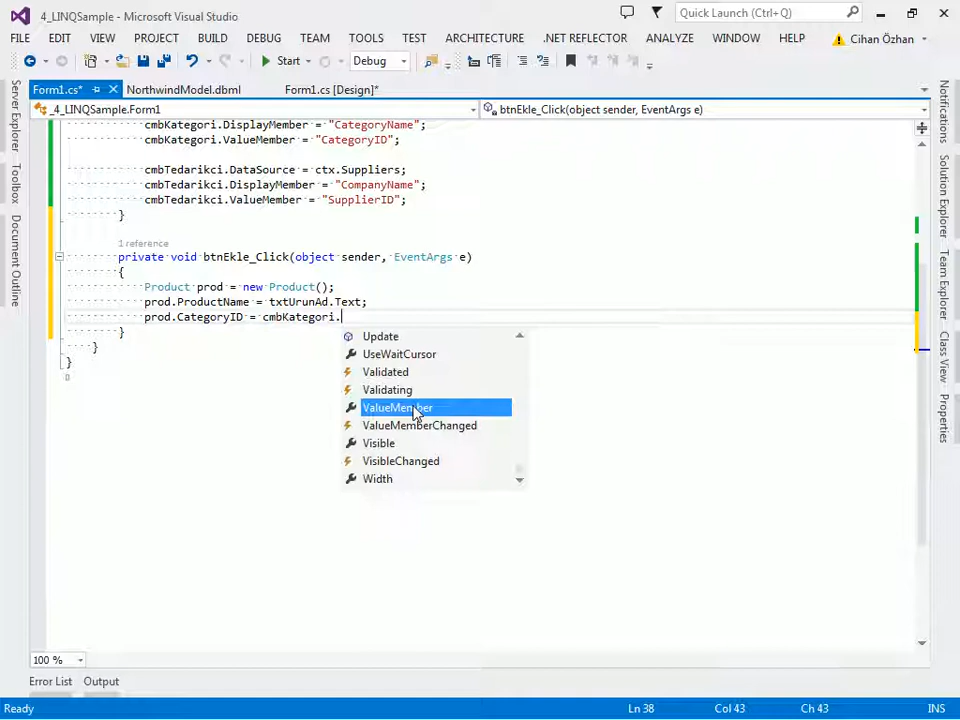 4_LINQSample - Microsoft Visual Studio
Quick Launch (Ctrl+Q)
FILE EDIT VIEW PROJECT BUILD DEBUG TEAM TOOLS TEST ARCHITECTURE .NET REFLECTOR ANALYZE WINDOW HELP Cihan Özhan
Start Debug
Form1.cs* NorthwindModel.dbml Form1.cs [Design]*
_4_LINQSample.Form1 btnEkle_Click(object sender, EventArgs e)
cmbKategori.DisplayMember = "CategoryName";
cmbKategori.ValueMember = "CategoryID";
cmbTedarikci.DataSource = ctx.Suppliers;
cmbTedarikci.DisplayMember = "CompanyName";
cmbTedarikci.ValueMember = "SupplierID";
}
1 reference
private void btnEkle_Click(object sender, EventArgs e)
{
Product prod = new Product();
prod.ProductName = txtUrunAd.Text;
prod.CategoryID = cmbKategori.
}
}
}
Update
UseWaitCursor
Validated
Validating
ValueMember
ValueMemberChanged
Visible
VisibleChanged
Width
Server Explorer
Toolbox
Document Outline
Notifications
Solution Explorer
Team Explorer
Class View
Properties
100 %
Error List Output
Ready Ln 38 Col 43 Ch 43 INS